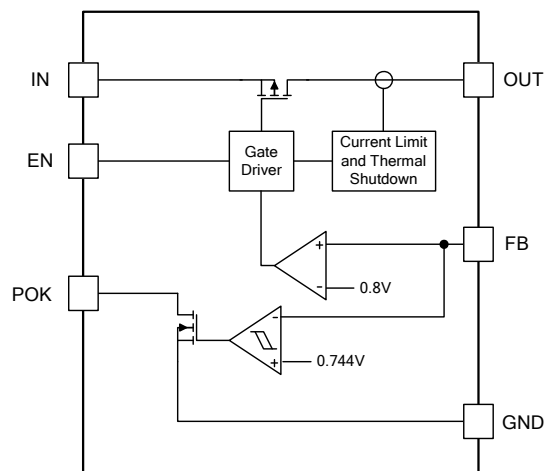 IN
OUT
EN
Gate
Driver
Current Limit
and Thermal
Shutdown
+
FB
-
0.8V
POK
-
+
0.744V
GND